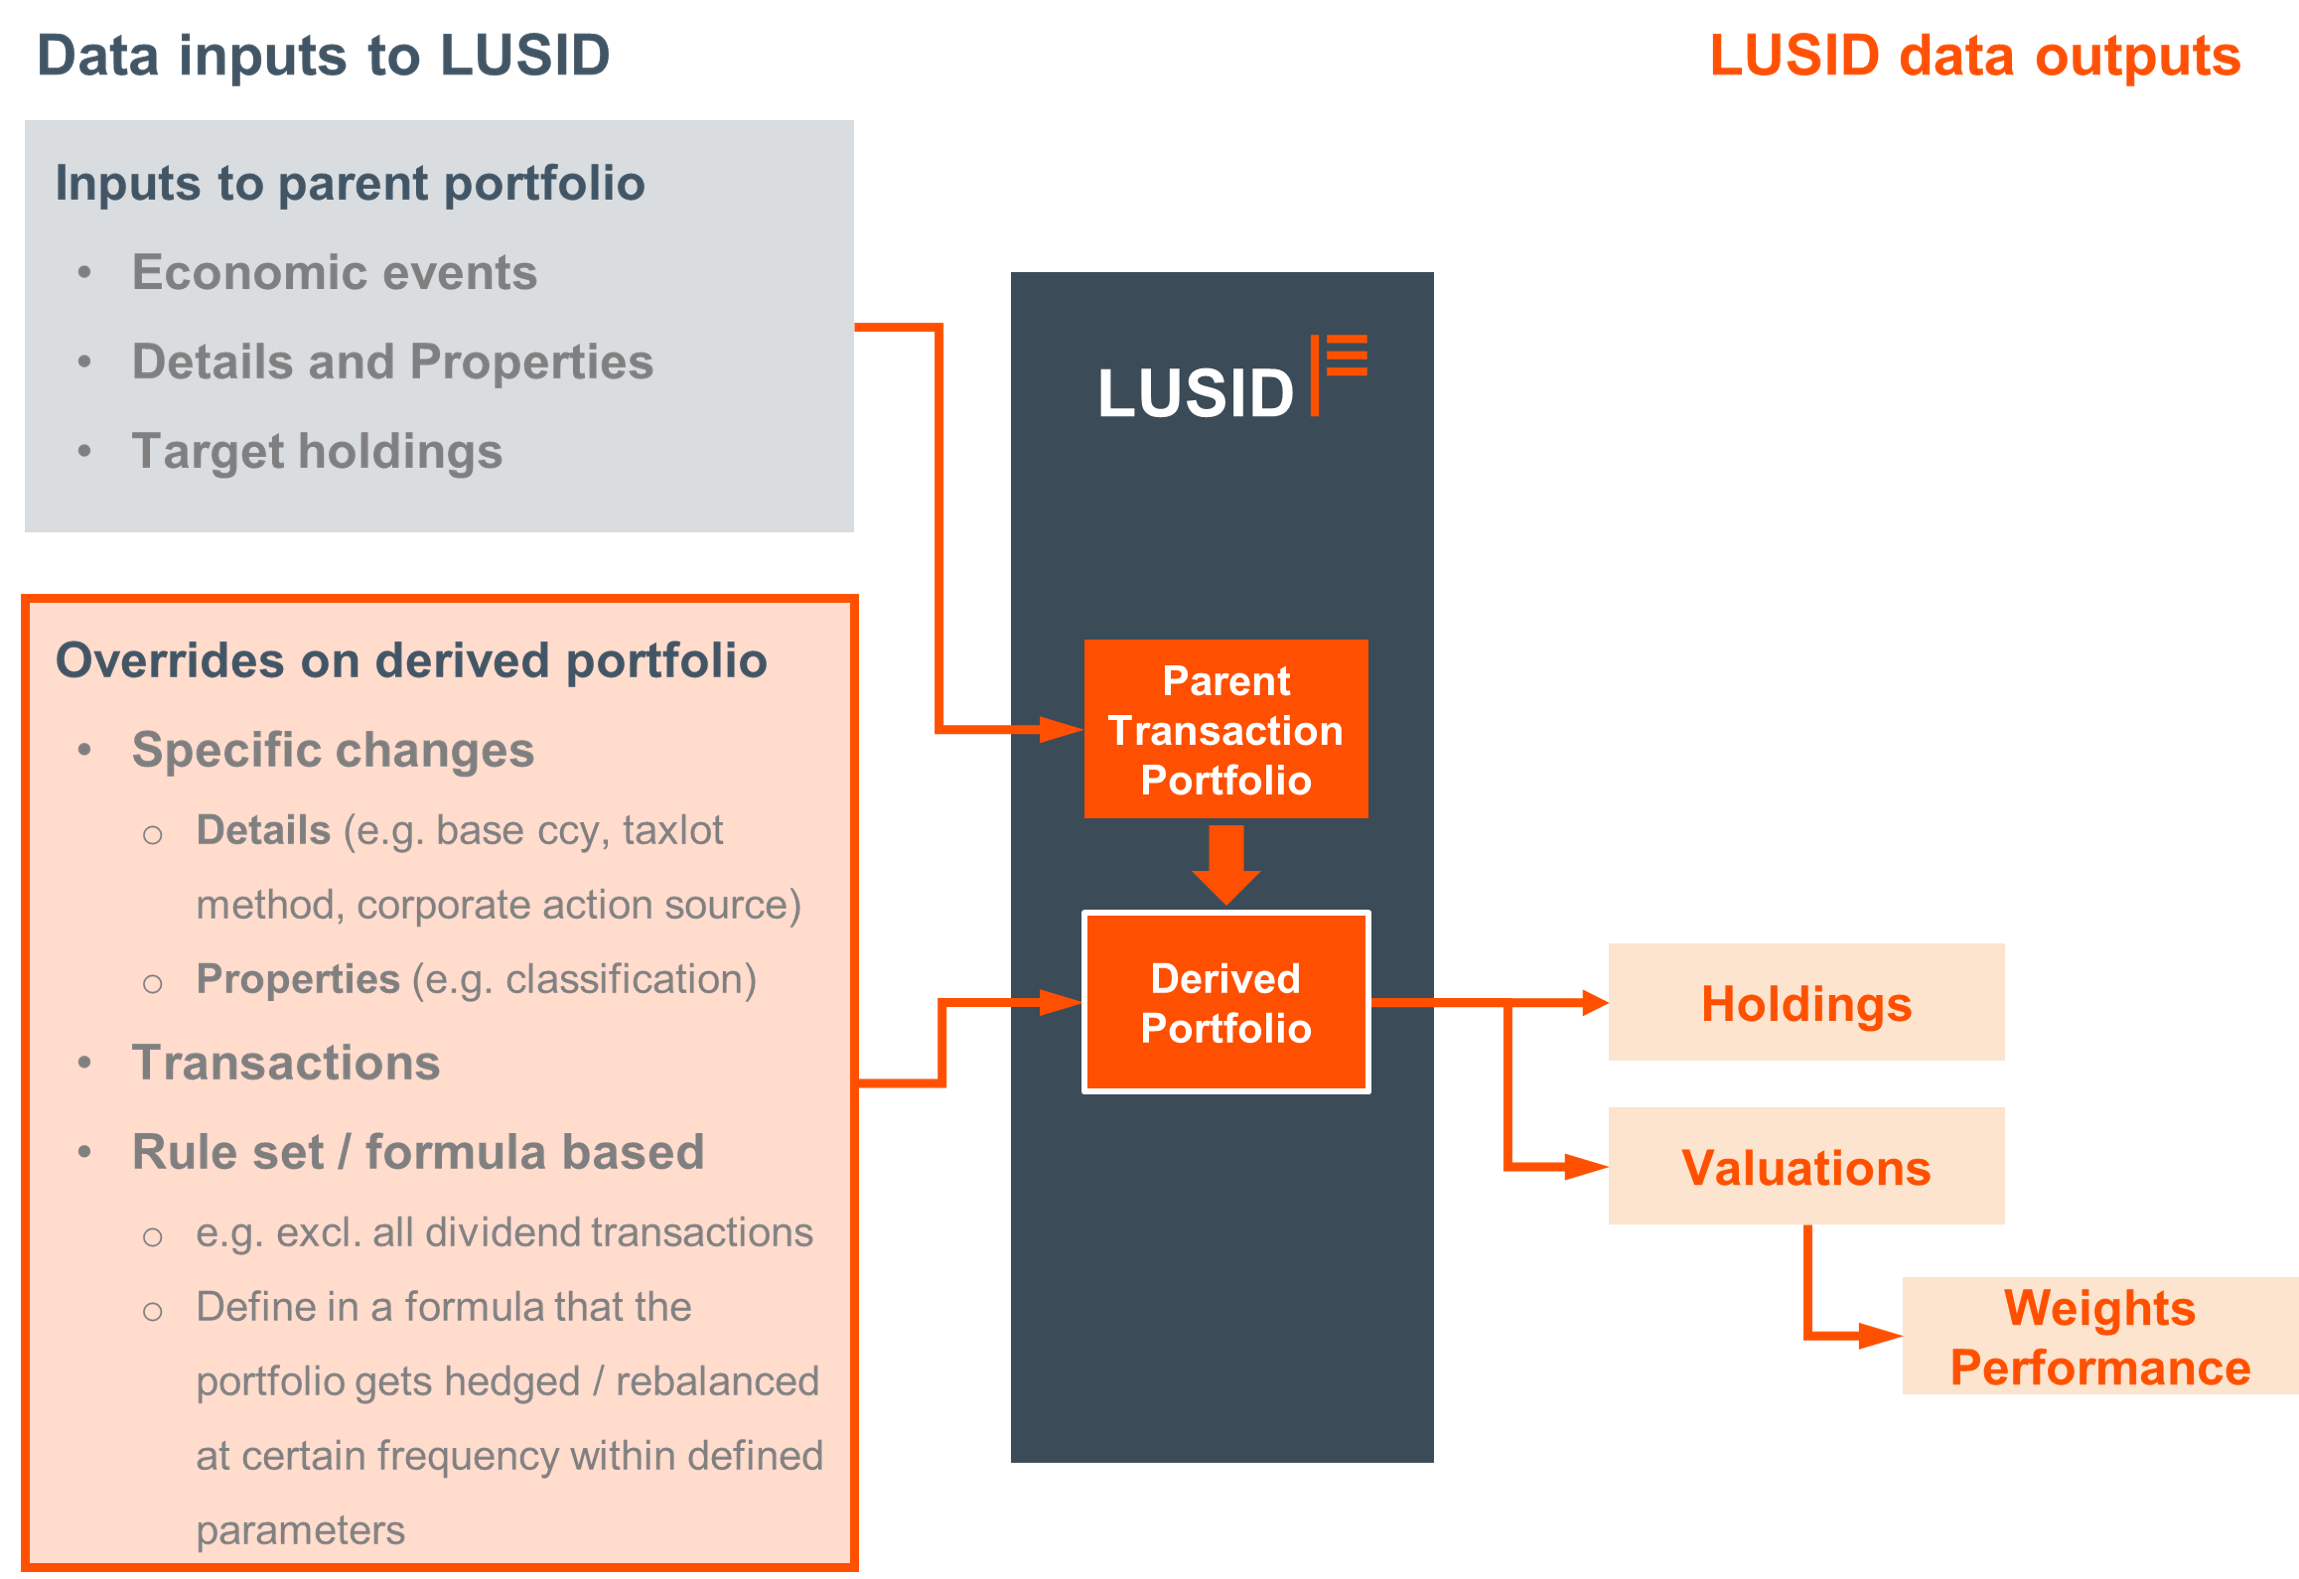 Data inputs to LUSID
LUSID data outputs
Inputs to parent portfolio
• Economic events
• Details and Properties
• Target holdings
Overrides on derived portfolio
• Specific changes
○ Details (e.g. base ccy, taxlot
method, corporate action source)
○ Properties (e.g. classification)
• Transactions
• Rule set / formula based
○ e.g. excl. all dividend transactions
○ Define in a formula that the
portfolio gets hedged / rebalanced
at certain frequency within defined
parameters
LUSID
Parent
Transaction
Portfolio
Derived
Portfolio
Holdings
Valuations
Weights
Performance